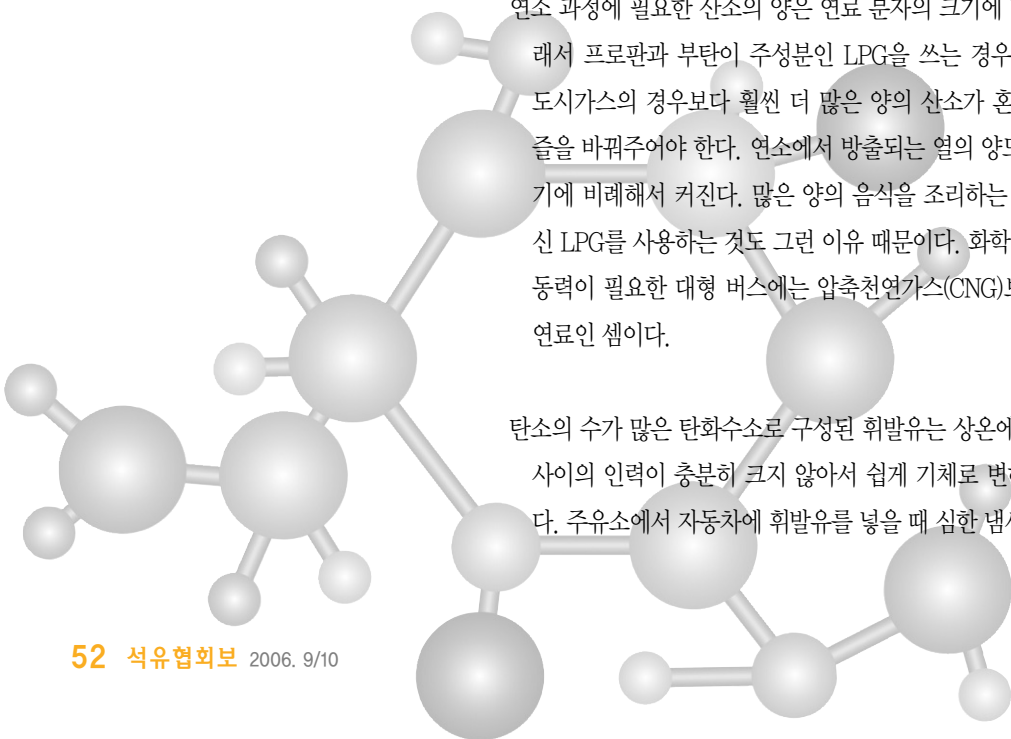 연소 과정에 필요한 산소의 양은 연료 분자의 크기에
래서 프로판과 부탄이 주성분인 LPG을 쓰는 경우
도시가스의 경우보다 훨씬 더 많은 양의 산소가 혼
즐을 바꿔주어야 한다. 연소에서 방출되는 열의 양도
기에 비례해서 커진다. 많은 양의 음식을 조리하는
신 LPG를 사용하는 것도 그런 이유 때문이다. 화학
동력이 필요한 대형 버스에는 압축천연가스(CNG)보
연료인 셈이다.
탄소의 수가 많은 탄화수소로 구성된 휘발유는 상온에
사이의 인력이 충분히 크지 않아서 쉽게 기체로 변하
다. 주유소에서 자동차에 휘발유를 넣을 때 심한 냄새
52 석유협회보 2006. 9/10